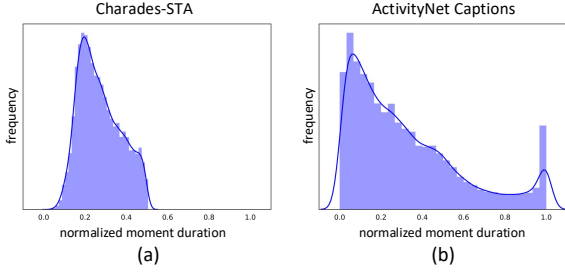 Charades-STA
frequency
0.0 0.2 0.4 0.6 0.8 1.0
normalized moment duration
(a)
ActivityNet Captions
frequency
0.0 0.2 0.4 0.6 0.8 1.0
normalized moment duration
(b)